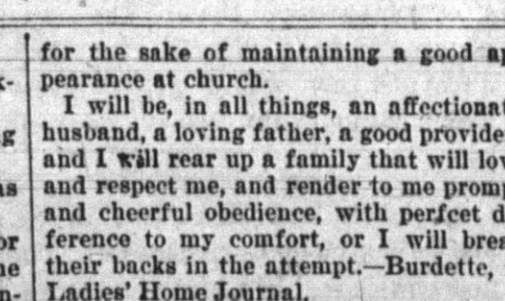 for the sake of maintaining a good ap
pearance at church.
I will be, in all things, an affectionat
husband, a loving father, a good provide
and I will rear up a family that will lov
and respect me, and render to me promp
and cheerful obedience, with perfcet d
ference to my comfort, or I will brea
their backs in the attempt.—Burdette,
Ladies' Home Journal.